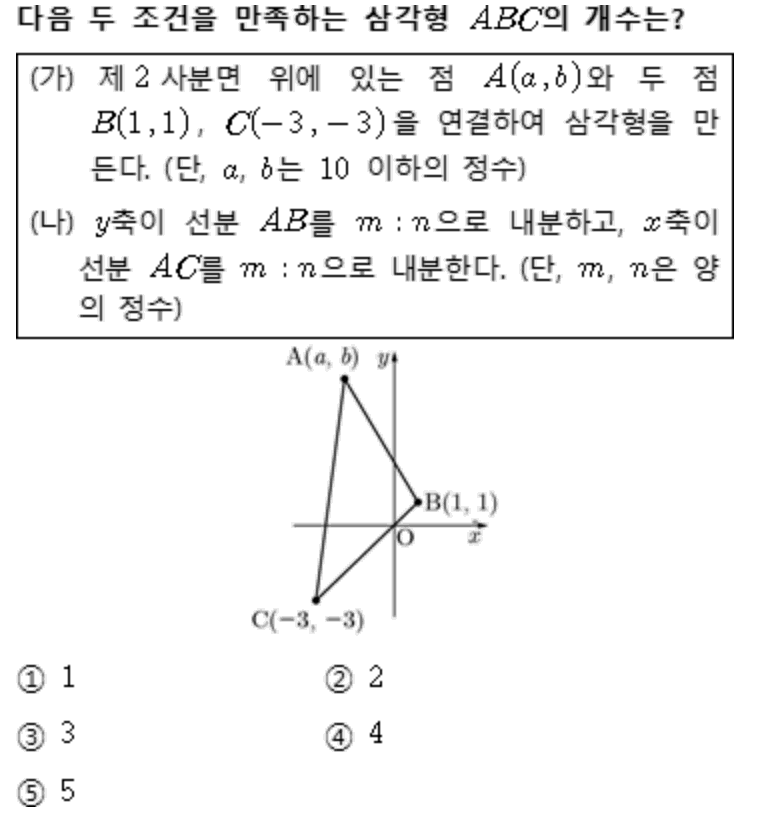 다음 두 조건을 만족하는 삼각형 ABC의 개수는?
(가) 제 2 사분면 위에 있는 점 A(a,b)와 두 점
B(1,1), C(-3,-3)을 연결하여 삼각형을 만
든다. (단, a, b는 10 이하의 정수)
(나) y축이 선분 AB를 m : n으로 내분하고, x축이
선분 AC를 m : n으로 내분한다. (단, m, n은 양
의 정수)
A(a, b) y
B(1, 1)
O x
C(-3, -3)
① 1 ② 2
③ 3 ④ 4
⑤ 5